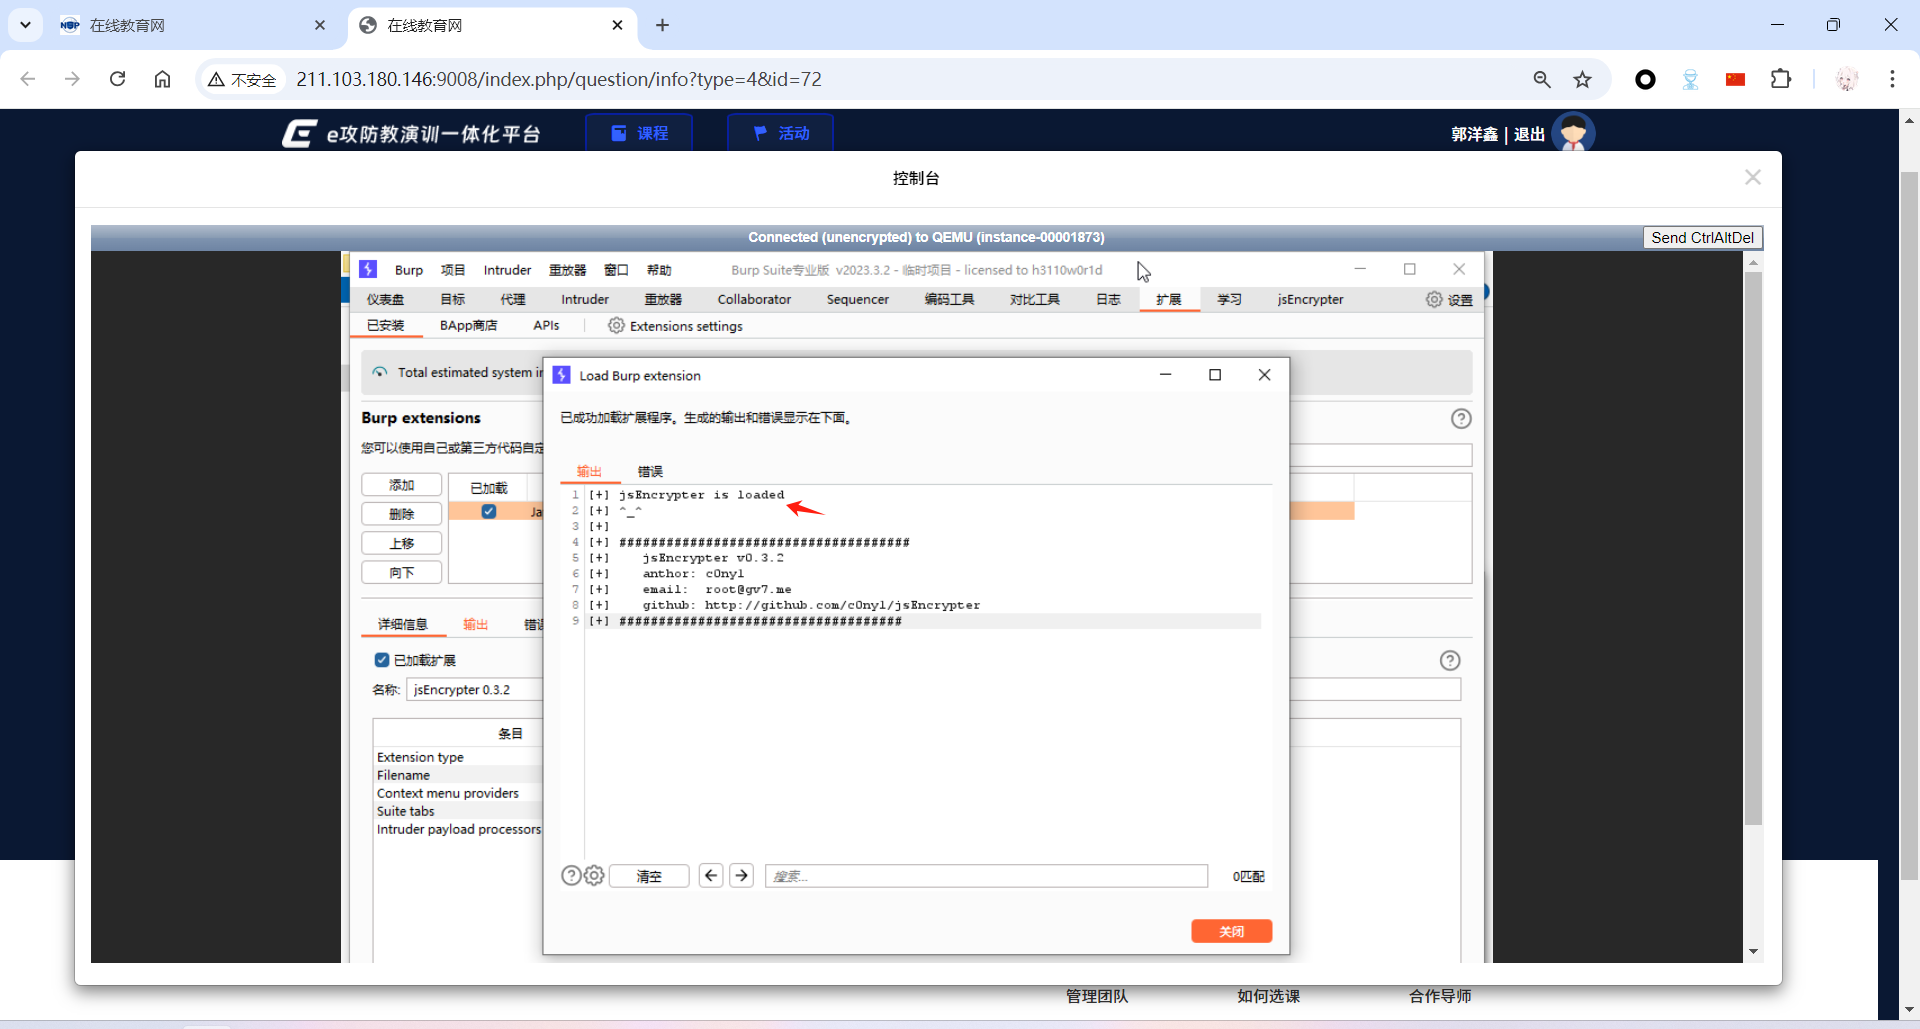 在线教育网
在线教育网
不安全
211.103.180.146:9008/index.php/question/info?type=4&id=72
e攻防教演训一体化平台
课程
活动
郭洋鑫 | 退出
控制台
Connected (unencrypted) to QEMU (instance-00001873)
Send CtrlAltDel
Burp 项目 Intruder 重放器 窗口 帮助
Burp Suite专业版 v2023.3.2 - 临时项目 - licensed to h3110w0r1d
仪表盘 目标 代理 Intruder 重放器 Collaborator Sequencer 编码工具 对比工具 日志 扩展 学习 jsEncrypter 设置
已安装 BApp商店 APIs Extensions settings
Total estimated system in
Load Burp extension
Burp extensions
已成功加载扩展程序。生成的输出和错误显示在下面。
您可以使用自己或第三方代码自定
输出 错误
添加
已加载
删除
Ja
上移
向下
1 [+] jsEncrypter is loaded
2 [+] ^_^
3 [+]
4 [+] #####################################
5 [+] jsEncrypter v0.3.2
6 [+] anthor: c0ny1
7 [+] email: root@gv7.me
8 [+] github: http://github.com/c0ny1/jsEncrypter
9 [+] ####################################
详细信息 输出 错误
已加载扩展
名称: jsEncrypter 0.3.2
条目
Extension type
Filename
Context menu providers
Suite tabs
Intruder payload processors
清空
搜索...
0匹配
关闭
管理团队 如何选课 合作导师